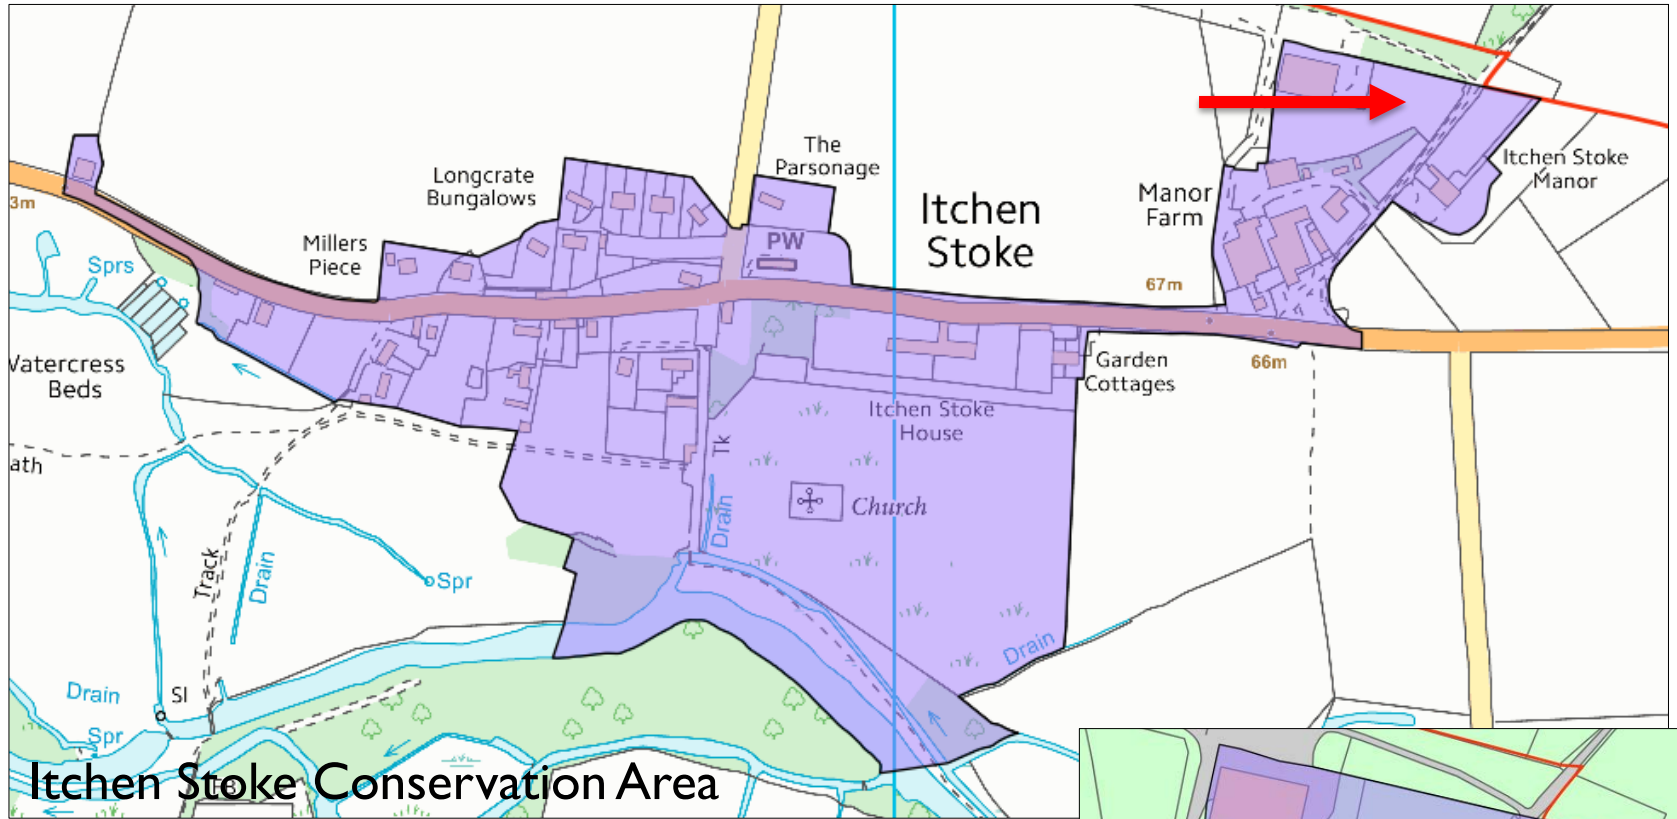 The
Parsonage
Longcrate
Bungalows
Itchen Stoke
Manor
Manor
Farm
Itchen
Stoke
3m
PW
Millers
Piece
Sprs
67m
66m
Watercress
Beds
Garden
Cottages
Itchen Stoke
House
Tk
ath
Church
Drain
Track
Drain
Spr
Drain
Drain
Sl
Spr
Itchen Stoke Conservation Area